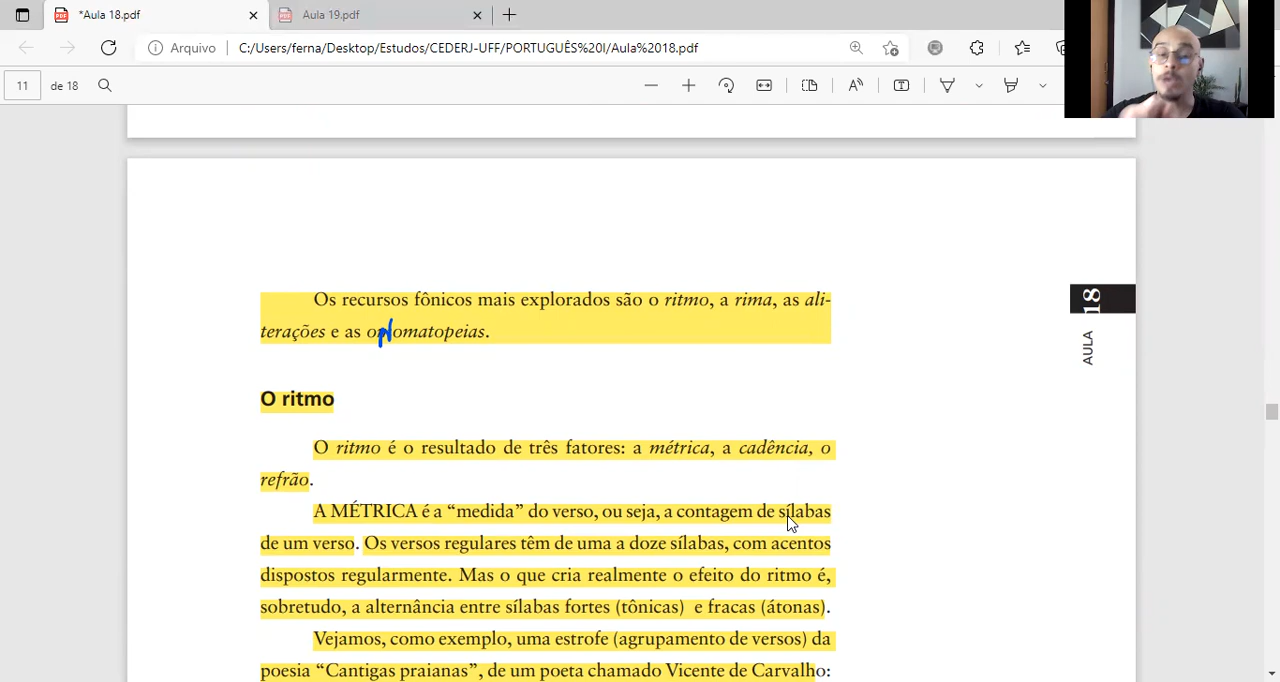 *Aula 18.pdf
Aula 19.pdf
Arquivo
C:/Users/ferna/Desktop/Estudos/CEDERJ-UFF/PORTUGUÊS%20I/Aula%2018.pdf
11 de 18
Os recursos fônicos mais explorados são o ritmo, a rima, as ali-
terações e as omatopeias.
18
AULA
O ritmo
O ritmo é o resultado de três fatores: a métrica, a cadência, o
refrão.
A MÉTRICA é a “medida” do verso, ou seja, a contagem de sílabas
de um verso. Os versos regulares têm de uma a doze sílabas, com acentos
dispostos regularmente. Mas o que cria realmente o efeito do ritmo é,
sobretudo, a alternância entre sílabas fortes (tônicas) e fracas (átonas).
Vejamos, como exemplo, uma estrofe (agrupamento de versos) da
poesia “Cantigas praianas”, de um poeta chamado Vicente de Carvalho: